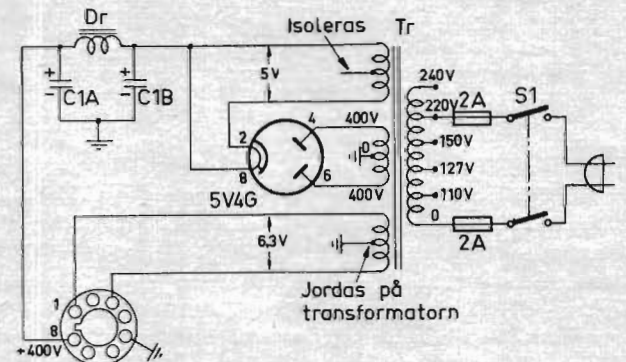 Dr
Isoleras
Tr
+
C1A
−
+
C1B
−
5V
240V
220V
2A
S1
2
4
400V
0
8
6
400V
5V4G
150V
127V
110V
0
2A
6,3V
Jordas på
transformatorn
1
8
+400V